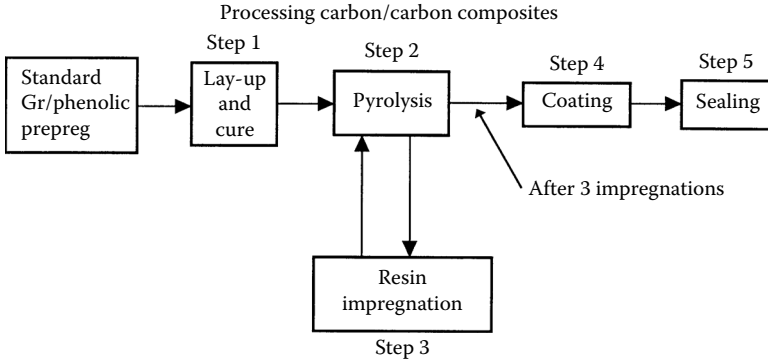 Processing carbon/carbon composites
Step 1
Step 2
Step 4
Step 5
Standard
Gr/phenolic
prepreg
Lay-up
and
cure
Pyrolysis
Coating
Sealing
After 3 impregnations
Resin
impregnation
Step 3